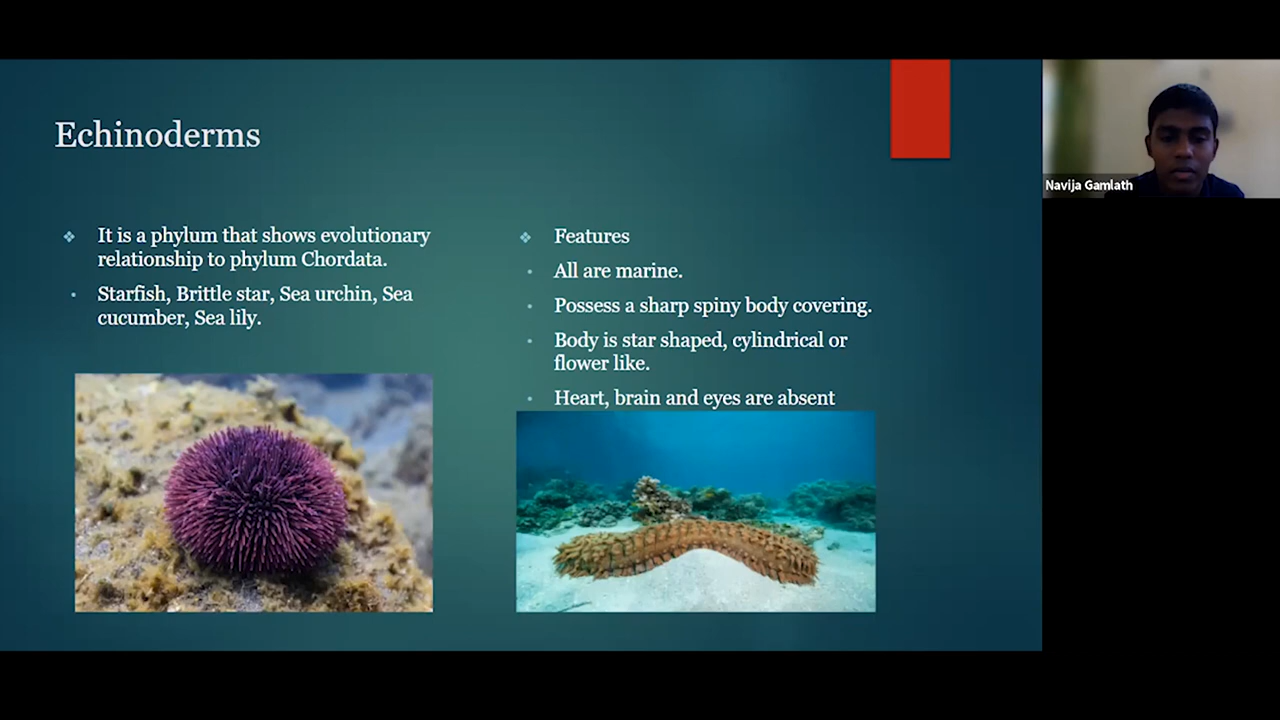 Echinoderms
It is a phylum that shows evolutionary
relationship to phylum Chordata.
Starfish, Brittle star, Sea urchin, Sea
cucumber, Sea lily.
Features
All are marine.
Possess a sharp spiny body covering.
Body is star shaped, cylindrical or
flower like.
Heart, brain and eyes are absent
Navija Gamlath